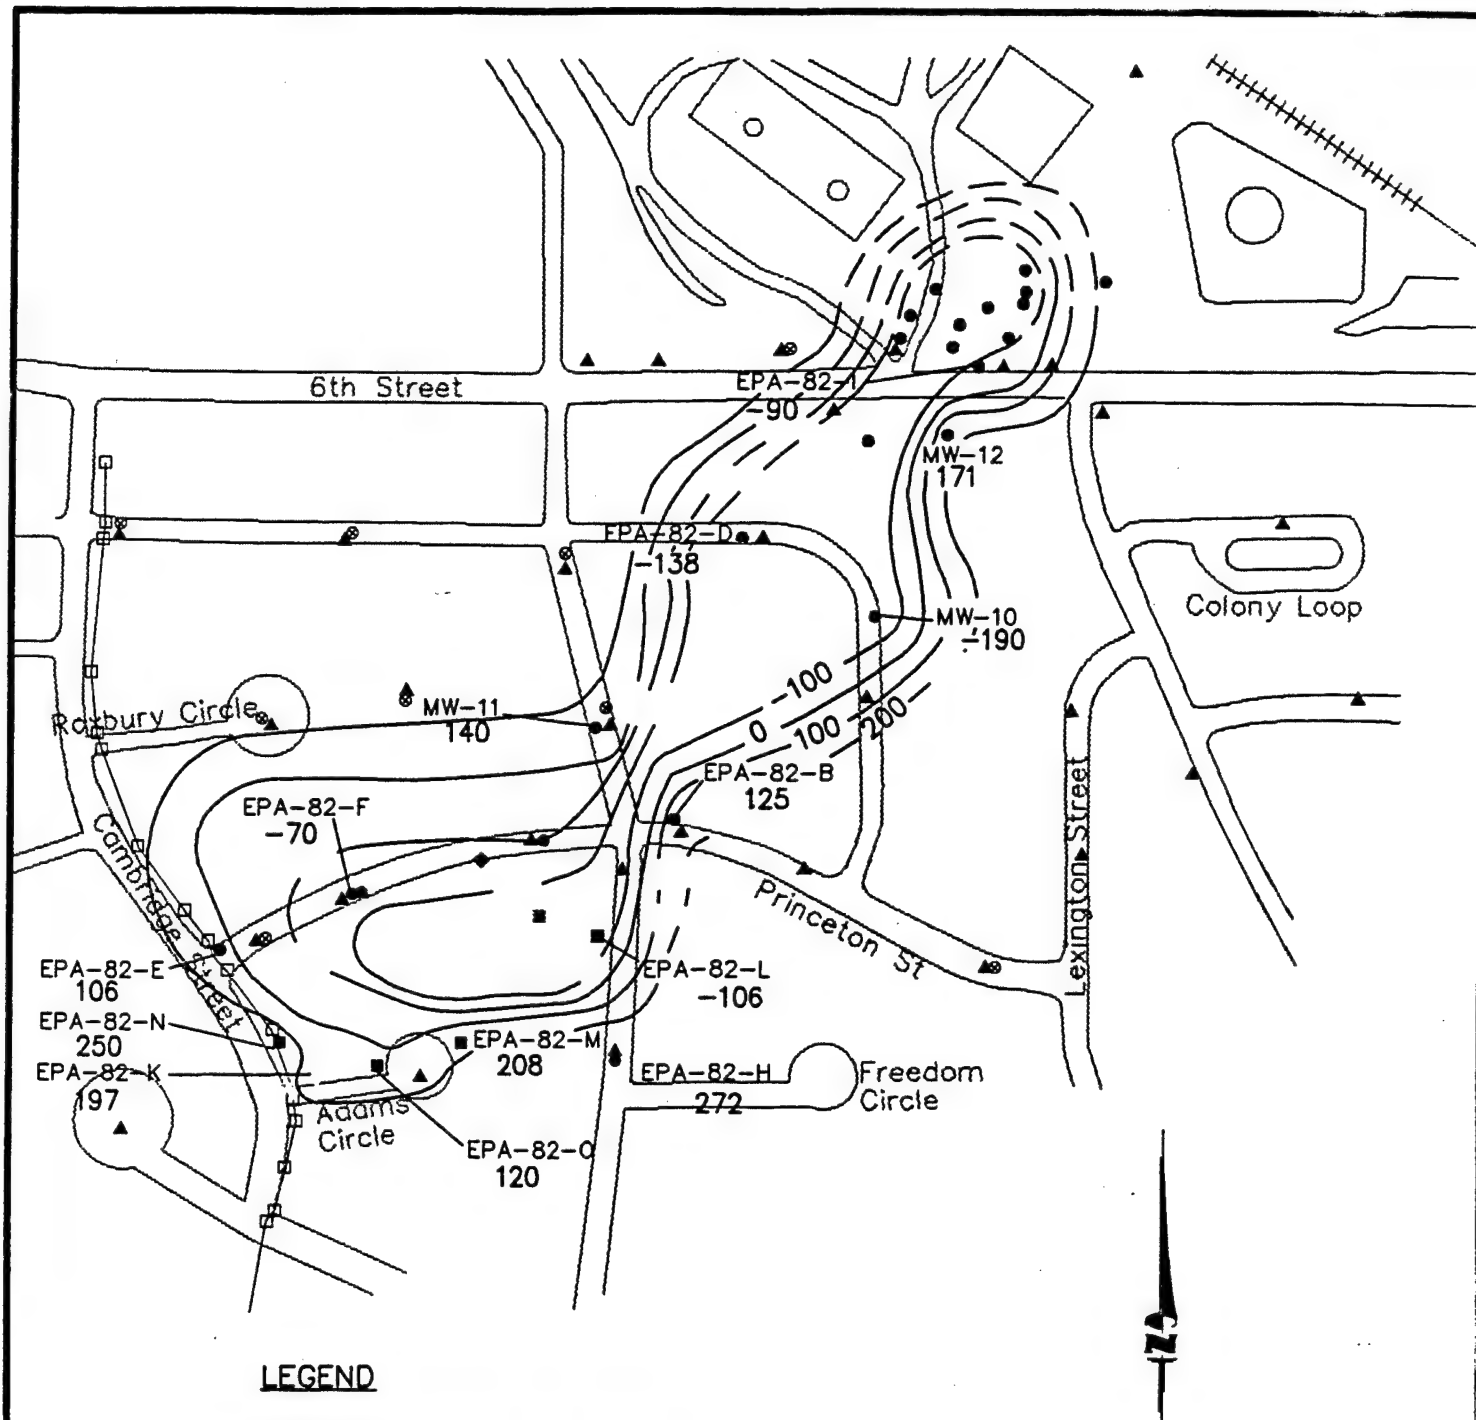 6th Street
EPA-82-I
-90
MW-12
171
EPA-82-D
-138
Colony Loop
MW-10
-190
-100
0
100
200
Roxbury Circle
MW-11
140
EPA-82-B
125
EPA-82-F
-70
Cambridge Street
Princeton St
Lexington Street
EPA-82-E
106
EPA-82-L
-106
EPA-82-N
250
EPA-82-M
208
EPA-82-K
197
EPA-82-H
272
Freedom
Circle
Adams
Circle
EPA-82-O
120
LEGEND
N